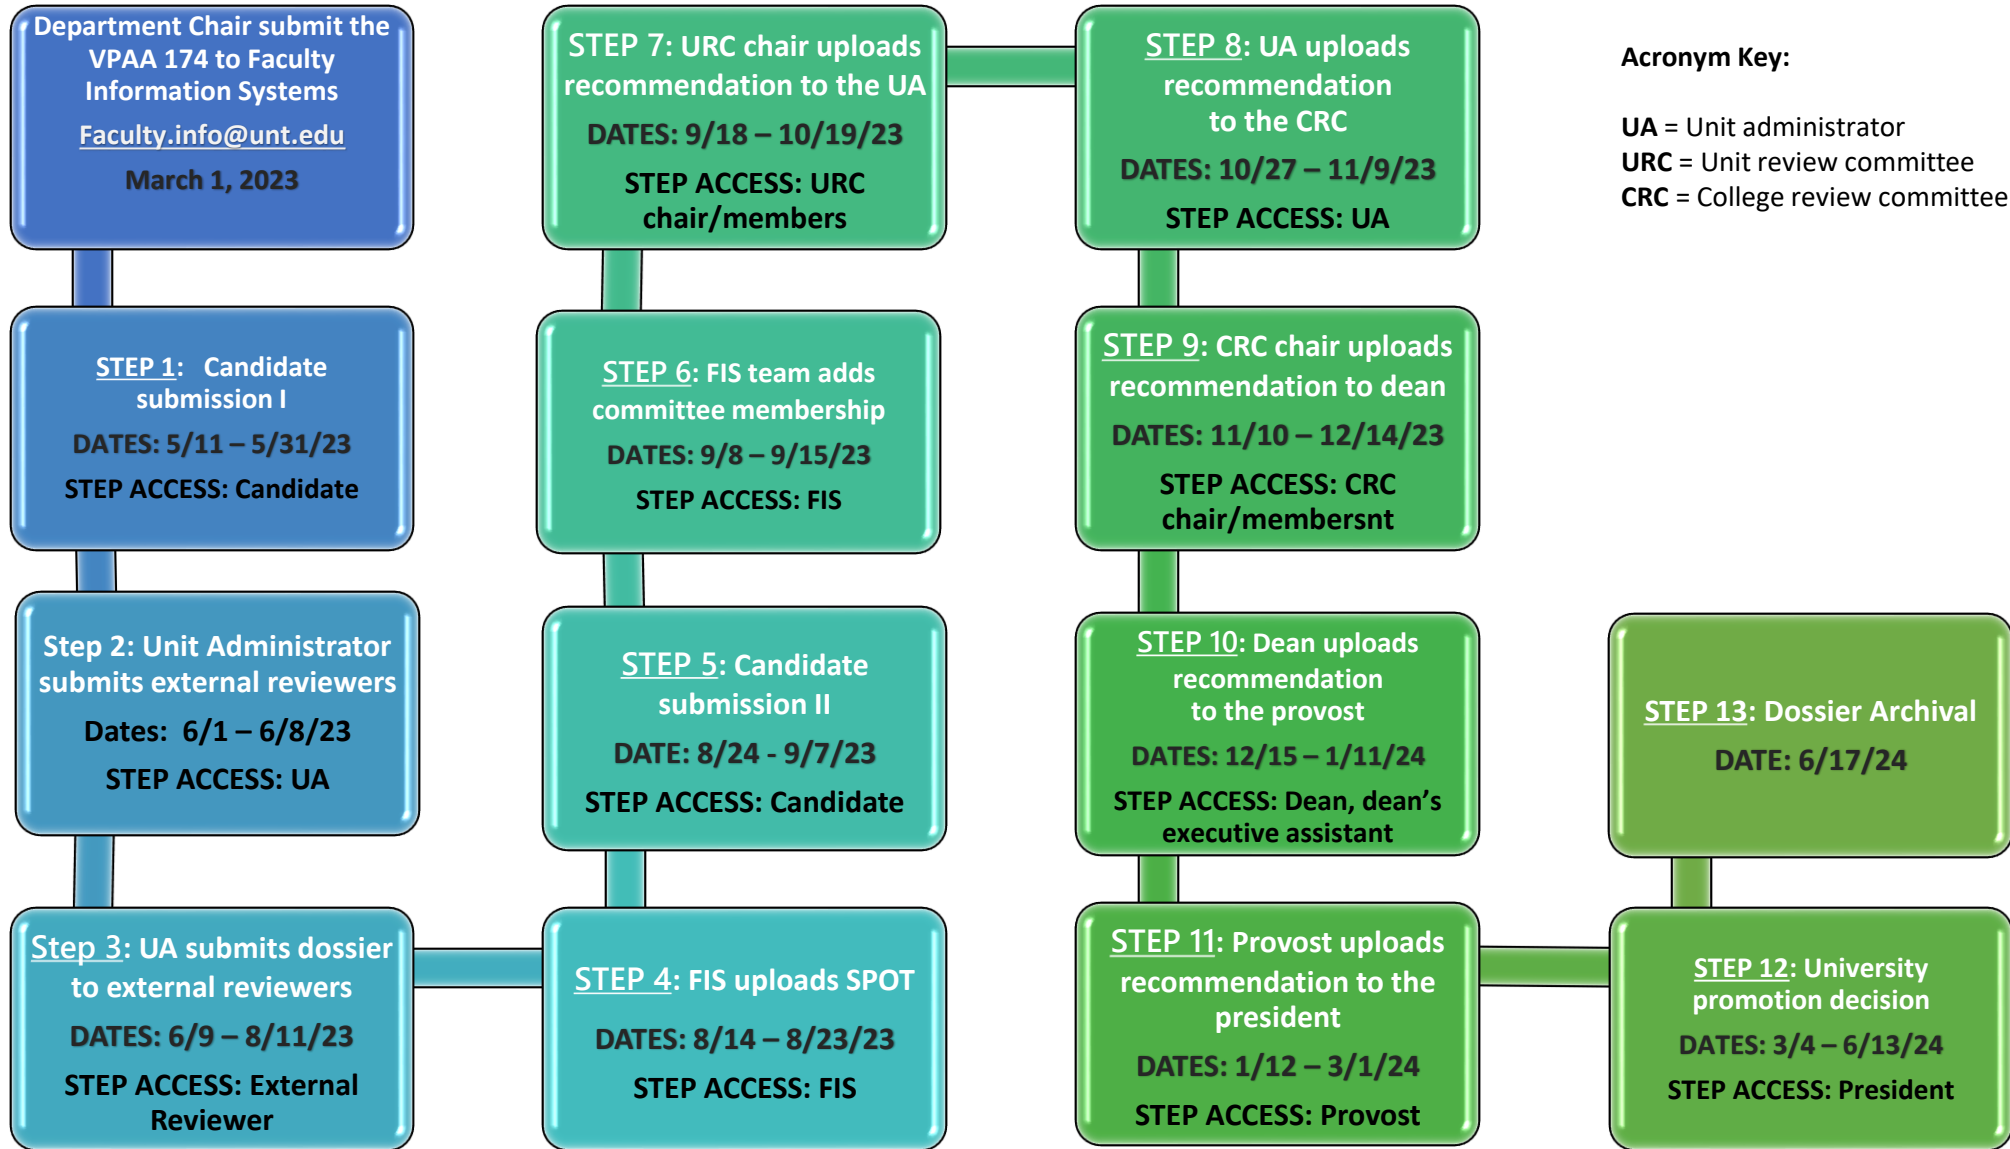 Department Chair submit the
VPAA 174 to Faculty
Information Systems
Faculty.info@unt.edu
March 1, 2023
STEP 1: Candidate
submission I
DATES: 5/11 – 5/31/23
STEP ACCESS: Candidate
Step 2: Unit Administrator
submits external reviewers
Dates: 6/1 – 6/8/23
STEP ACCESS: UA
Step 3: UA submits dossier
to external reviewers
DATES: 6/9 – 8/11/23
STEP ACCESS: External
Reviewer
STEP 4: FIS uploads SPOT
DATES: 8/14 – 8/23/23
STEP ACCESS: FIS
STEP 5: Candidate
submission II
DATE: 8/24 - 9/7/23
STEP ACCESS: Candidate
STEP 6: FIS team adds
committee membership
DATES: 9/8 – 9/15/23
STEP ACCESS: FIS
STEP 7: URC chair uploads
recommendation to the UA
DATES: 9/18 – 10/19/23
STEP ACCESS: URC
chair/members
STEP 8: UA uploads
recommendation
to the CRC
DATES: 10/27 – 11/9/23
STEP ACCESS: UA
STEP 9: CRC chair uploads
recommendation to dean
DATES: 11/10 – 12/14/23
STEP ACCESS: CRC
chair/membersnt
STEP 10: Dean uploads
recommendation
to the provost
DATES: 12/15 – 1/11/24
STEP ACCESS: Dean, dean’s
executive assistant
STEP 11: Provost uploads
recommendation to the
president
DATES: 1/12 – 3/1/24
STEP ACCESS: Provost
STEP 12: University
promotion decision
DATES: 3/4 – 6/13/24
STEP ACCESS: President
STEP 13: Dossier Archival
DATE: 6/17/24
Acronym Key:
UA = Unit administrator
URC = Unit review committee
CRC = College review committee